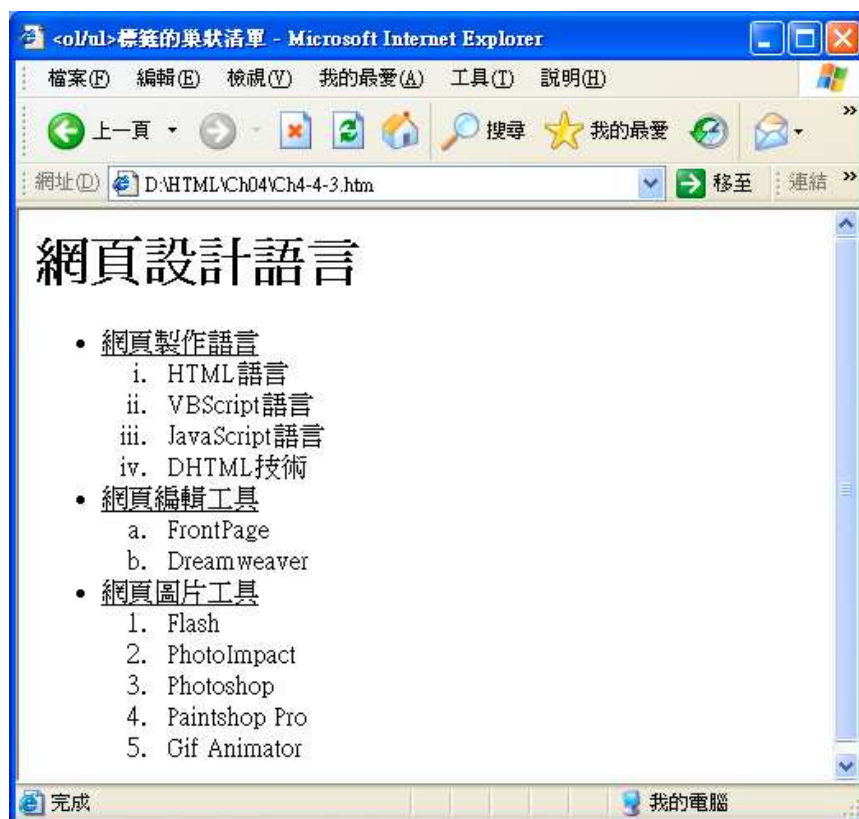 <ol/ul>標籤的巢狀清單 - Microsoft Internet Explorer
檔案(F) 編輯(E) 檢視(V) 我的最愛(A) 工具(T) 說明(H)
上一頁 搜尋 我的最愛 »
網址(D) D:\HTML\Ch04\Ch4-4-3.htm 移至 連結 »
網頁設計語言
• 網頁製作語言
i. HTML語言
ii. VBScript語言
iii. JavaScript語言
iv. DHTML技術
• 網頁編輯工具
a. FrontPage
b. Dreamweaver
• 網頁圖片工具
1. Flash
2. PhotoImpact
3. Photoshop
4. Paintshop Pro
5. Gif Animator
完成 我的電腦